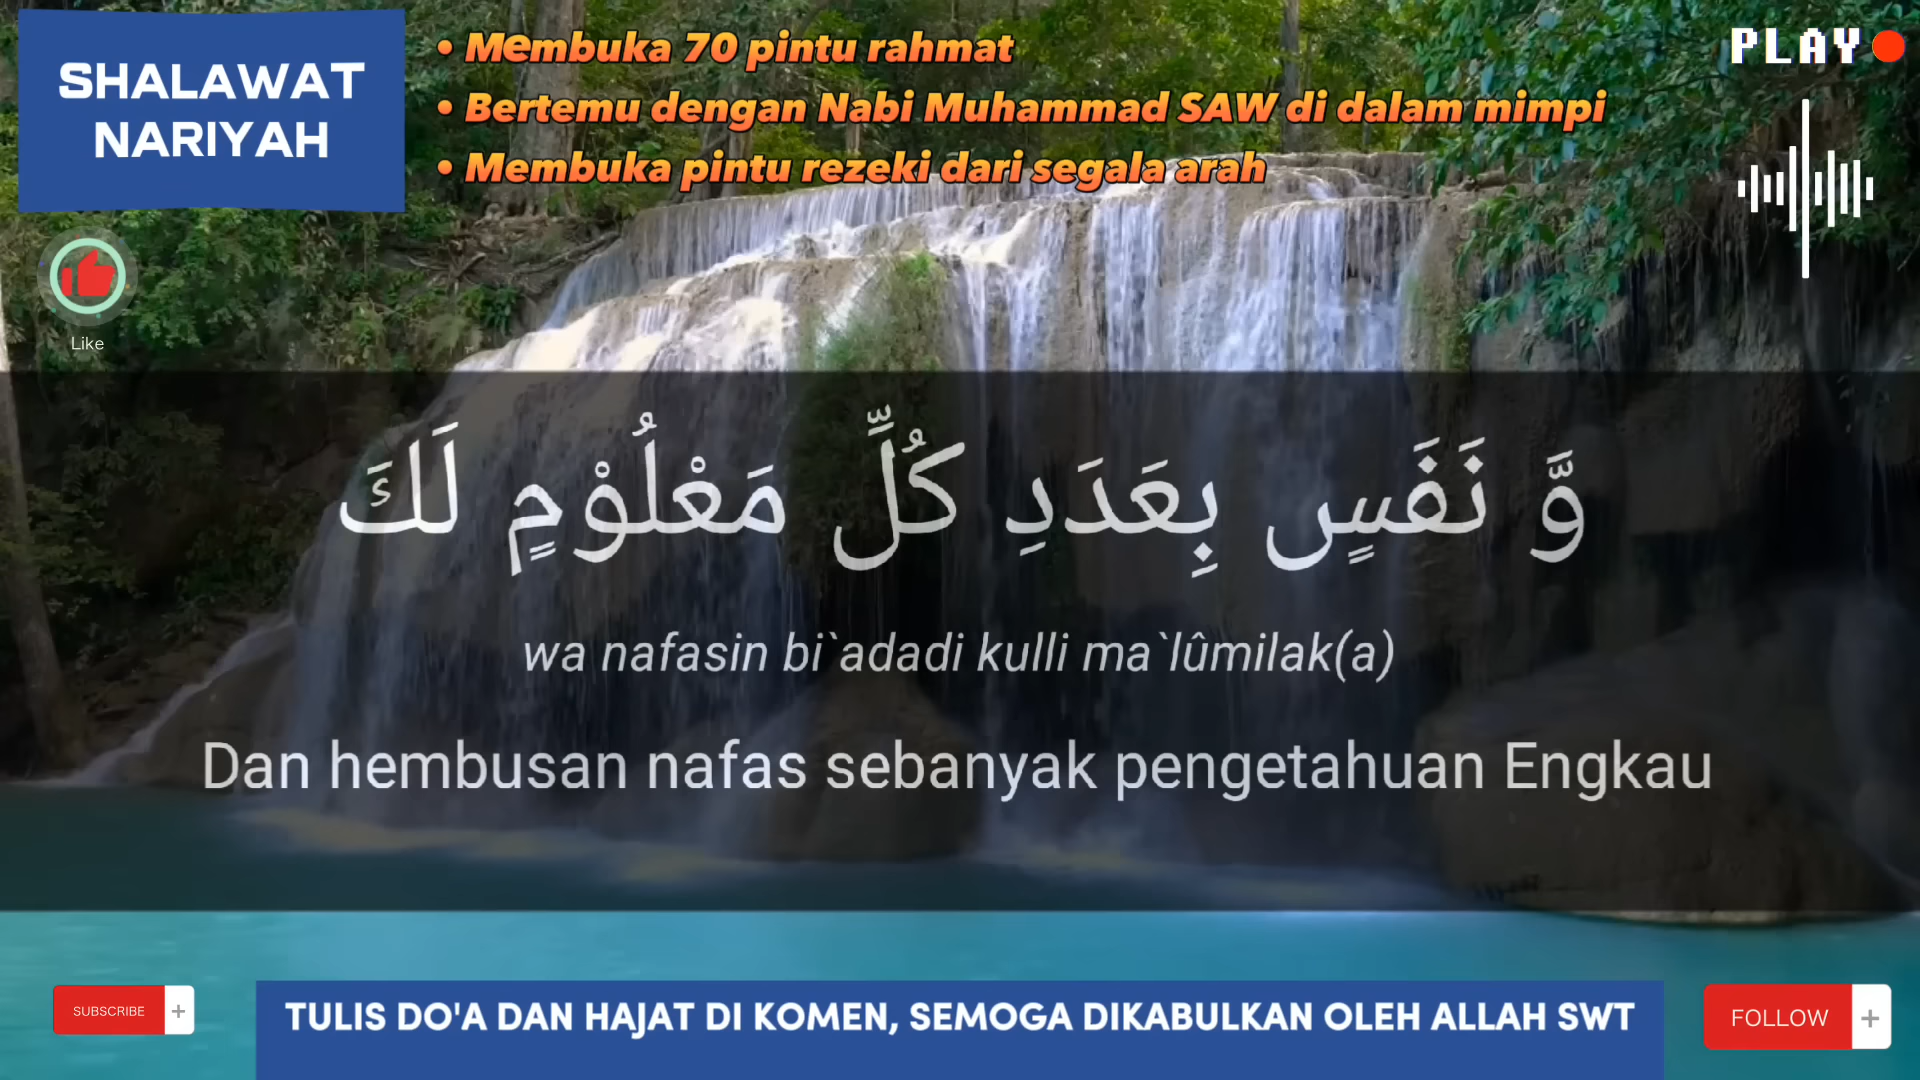 SHALAWAT
NARIYAH
• Membuka 70 pintu rahmat
• Bertemu dengan Nabi Muhammad SAW di dalam mimpi
• Membuka pintu rezeki dari segala arah
PLAY
Like
وَّ نَفَسٍ بِعَدَدِ كُلِّ مَعْلُوْمٍ لَكَ
wa nafasin bi`adadi kulli ma`lûmilak(a)
Dan hembusan nafas sebanyak pengetahuan Engkau
SUBSCRIBE +
TULIS DO'A DAN HAJAT DI KOMEN, SEMOGA DIKABULKAN OLEH ALLAH SWT
FOLLOW +